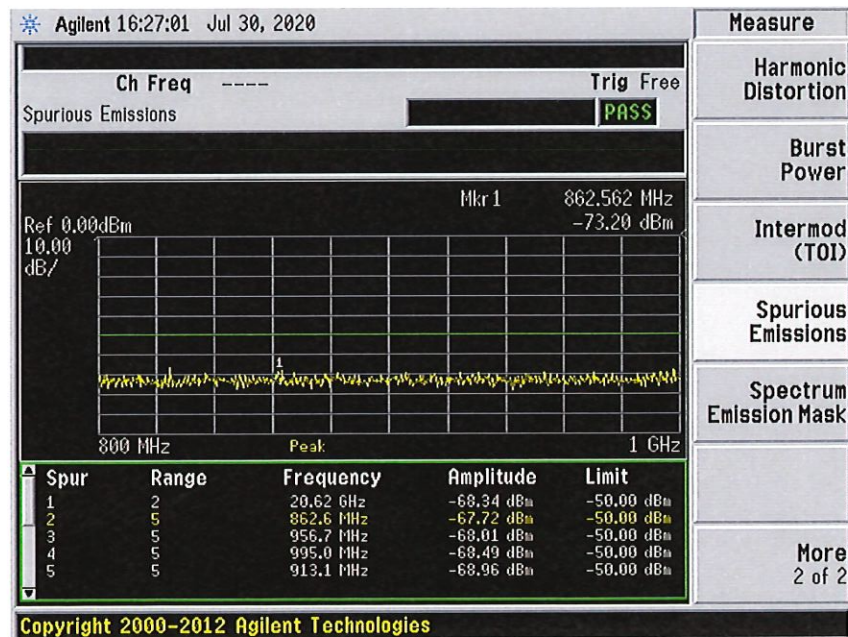 Agilent 16:27:01 Jul 30, 2020
Measure
Ch Freq ----
Trig Free
Spurious Emissions
PASS
Mkr1 862.562 MHz
-73.20 dBm
Ref 0.00dBm
10.00
dB/
1
800 MHz Peak 1 GHz
Spur Range Frequency Amplitude Limit
1 2 20.62 GHz -68.34 dBm -50.00 dBm
2 5 862.6 MHz -67.72 dBm -50.00 dBm
3 5 956.7 MHz -68.01 dBm -50.00 dBm
4 5 995.0 MHz -68.49 dBm -50.00 dBm
5 5 913.1 MHz -68.96 dBm -50.00 dBm
Harmonic
Distortion
Burst
Power
Intermod
(TOI)
Spurious
Emissions
Spectrum
Emission Mask
More
2 of 2
Copyright 2000-2012 Agilent Technologies